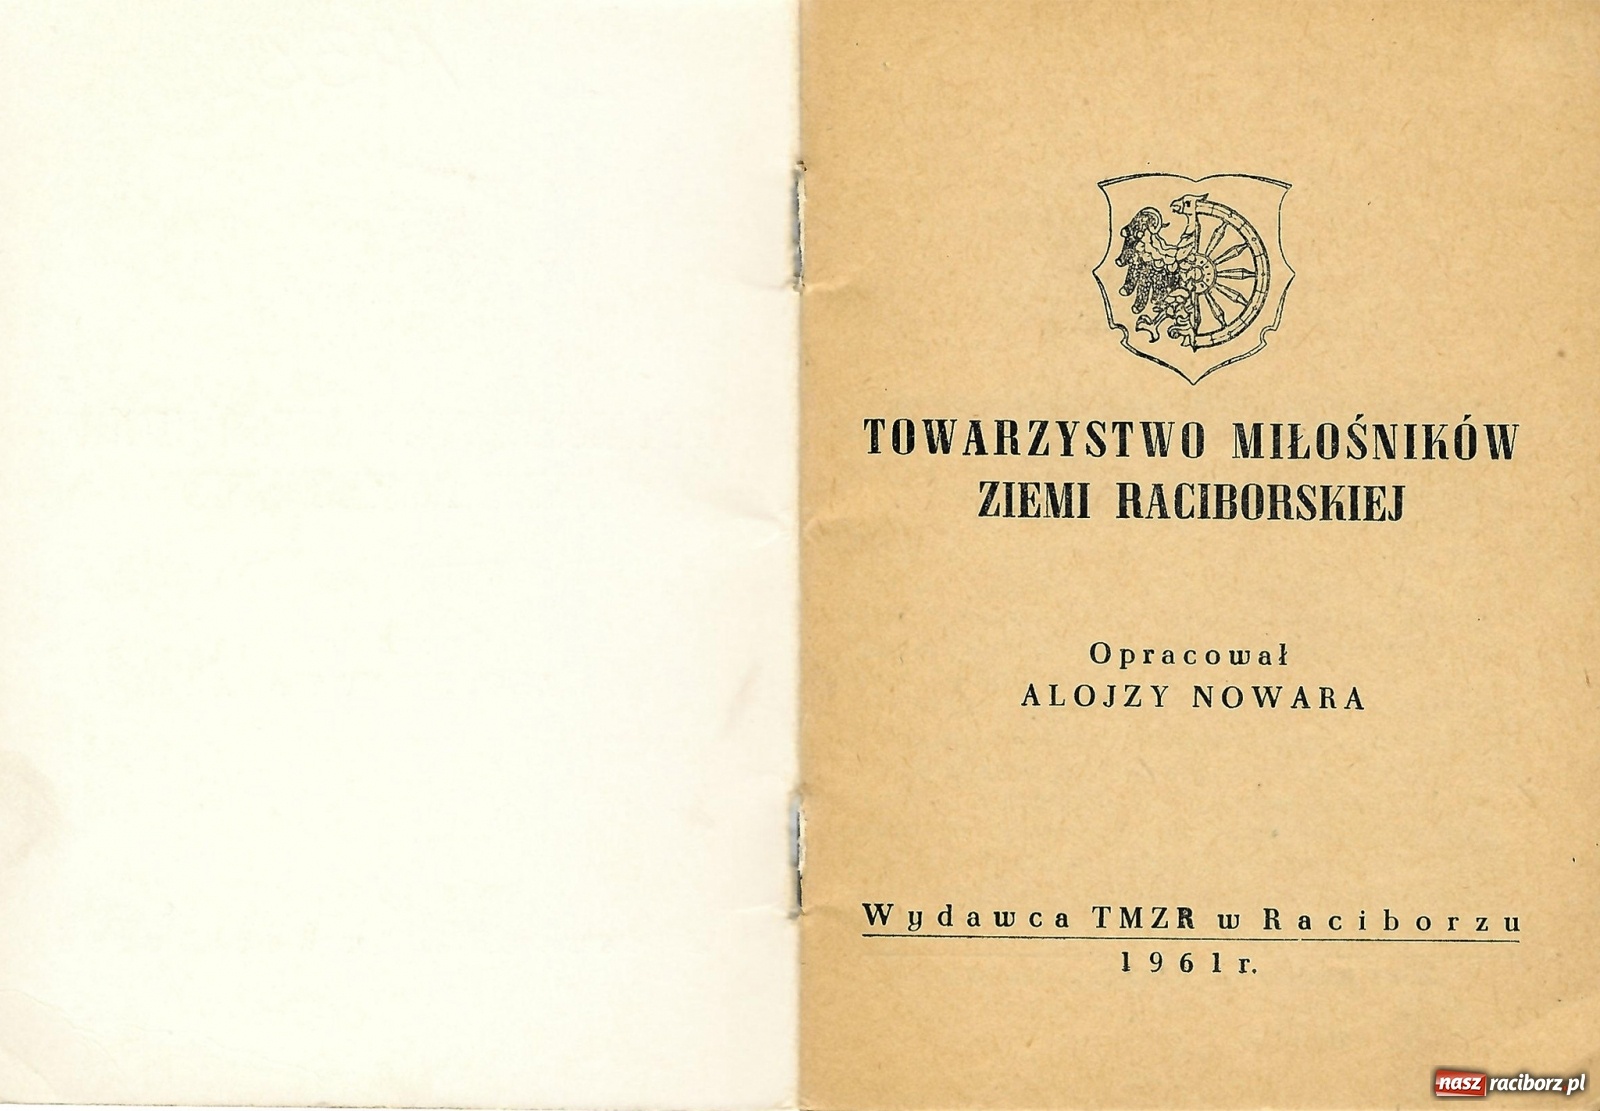 TOWARZYSTWO MIŁOŚNIKÓW
ZIEMI RACIBORSKIEJ
Opracował
ALOJZY NOWARA
Wydawca TMZR w Raciborzu
1961 r.
nasz raciborz pl